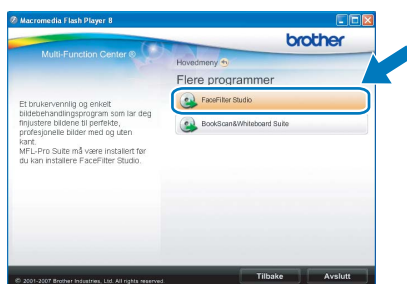 Macromedia Flash Player 8
brother
Multi-Function Center ®
Hovedmeny
Flere programmer
FaceFilter Studio
BookScan&Whiteboard Suite
Et brukervennlig og enkelt
bildebehandlingsprogram som lar deg
finjustere bildene til perfekte,
profesjonelle bilder med og uten
kant.
MFL-Pro Suite må være installert før
du kan installere FaceFilter Studio.
© 2001-2007 Brother Industries, Ltd. All rights reserved.
Tilbake
Avslutt